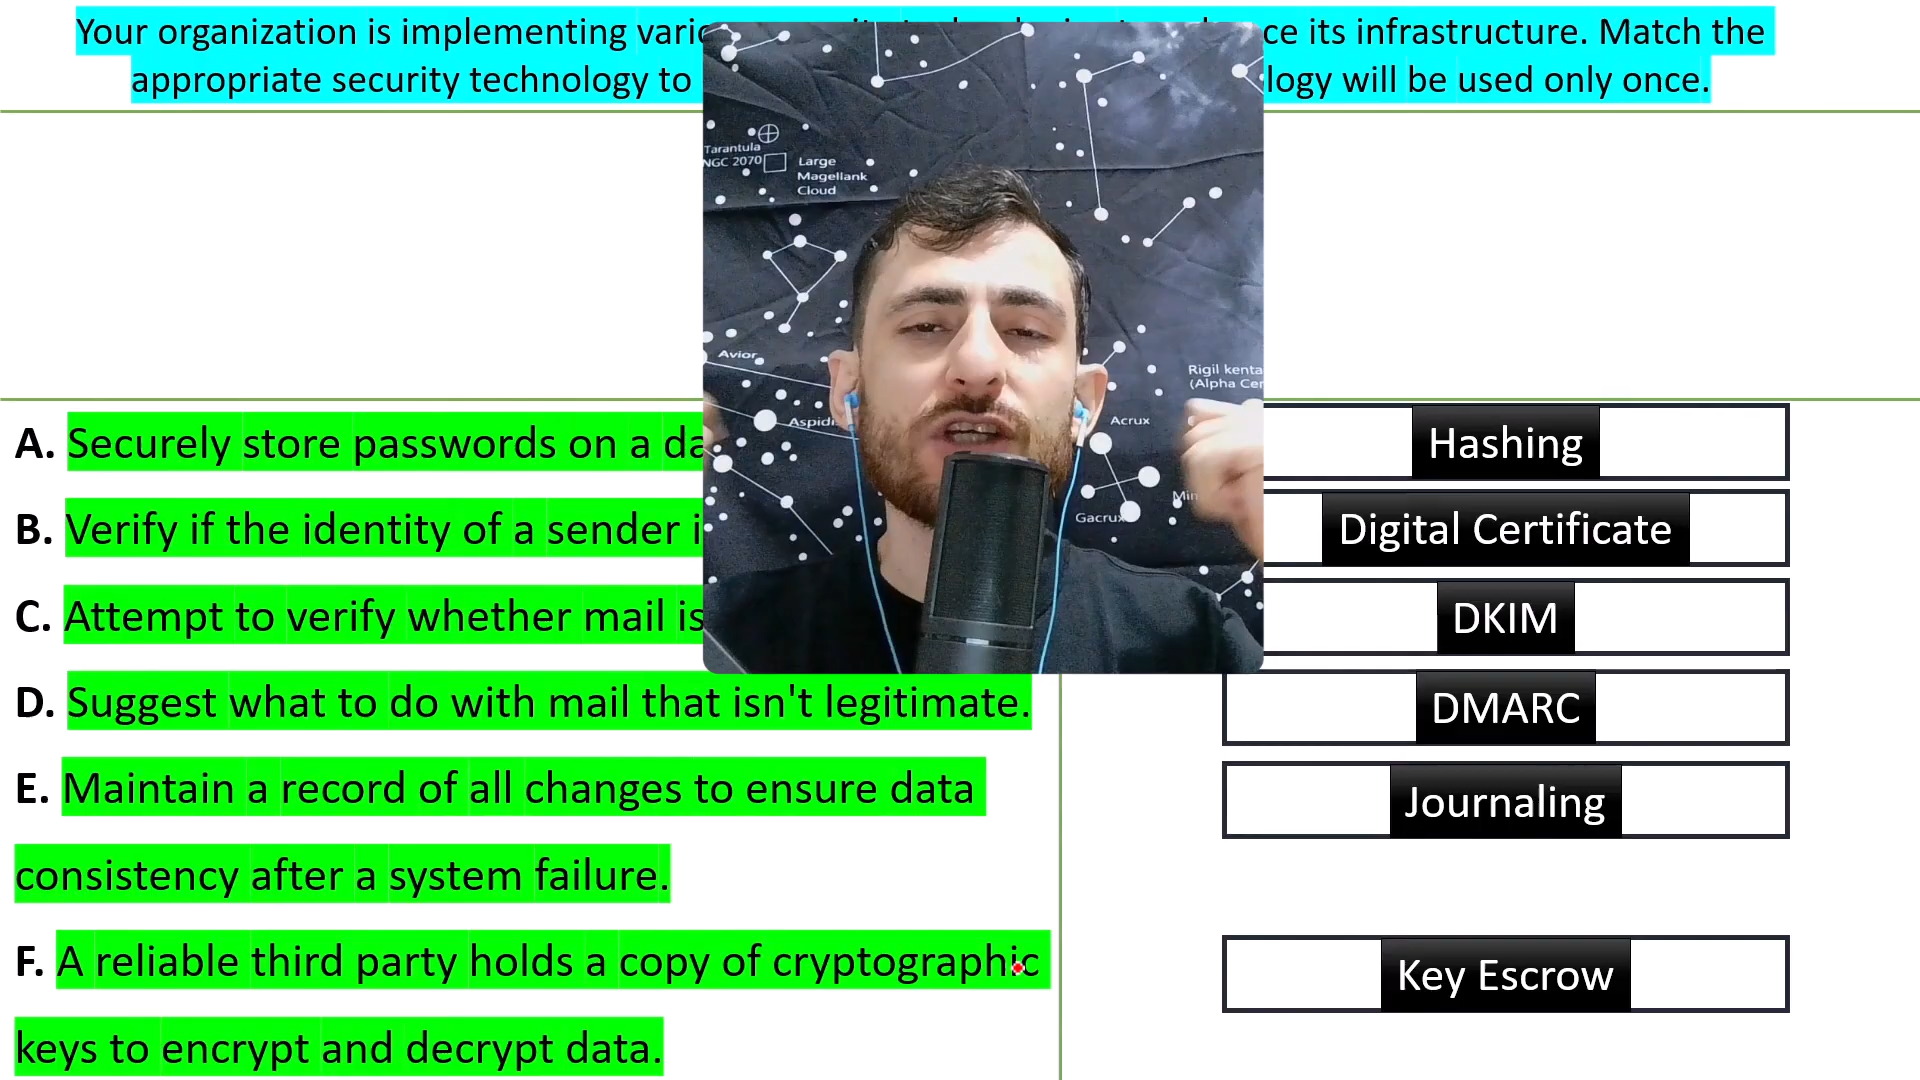 Your organization is implementing ce its infrastructure. Match the
appropriate security technology to logy will be used only once.
Tarantula
NGC 2070
Large
Magellank
Cloud
Avior
Rigil kenta
(Alpha Cer
Acrux
Gacrux
A. Securely store passwords on a
Hashing
B. Verify if the identity of a sender
Digital Certificate
C. Attempt to verify whether mail is
DKIM
D. Suggest what to do with mail that isn't legitimate.
DMARC
E. Maintain a record of all changes to ensure data
consistency after a system failure.
Journaling
F. A reliable third party holds a copy of cryptographic
keys to encrypt and decrypt data.
Key Escrow